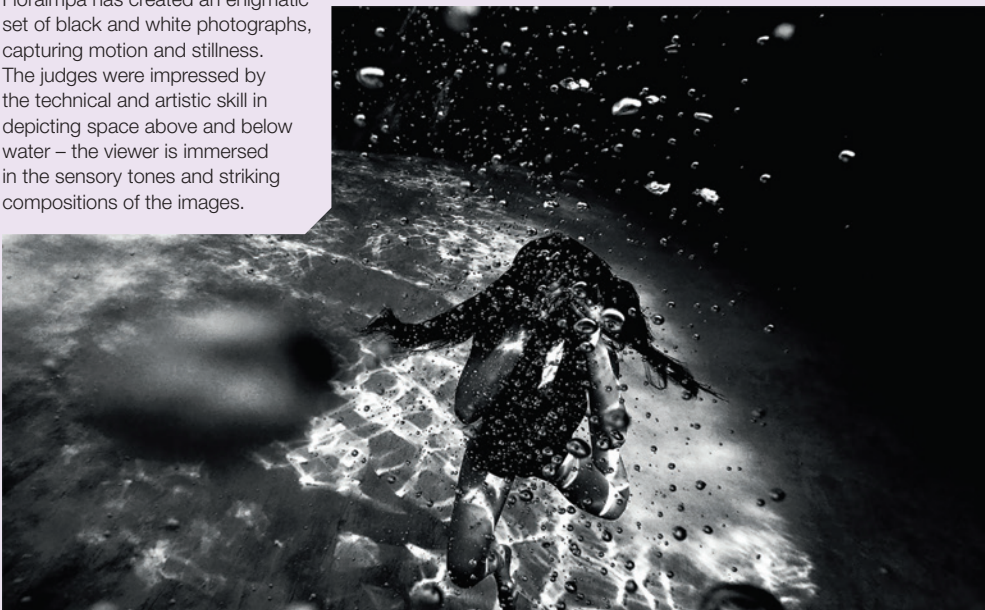 has created an enigmatic
set of black and white photographs,
capturing motion and stillness.
The judges were impressed by
the technical and artistic skill in
depicting space above and below
water – the viewer is immersed
in the sensory tones and striking
compositions of the images.